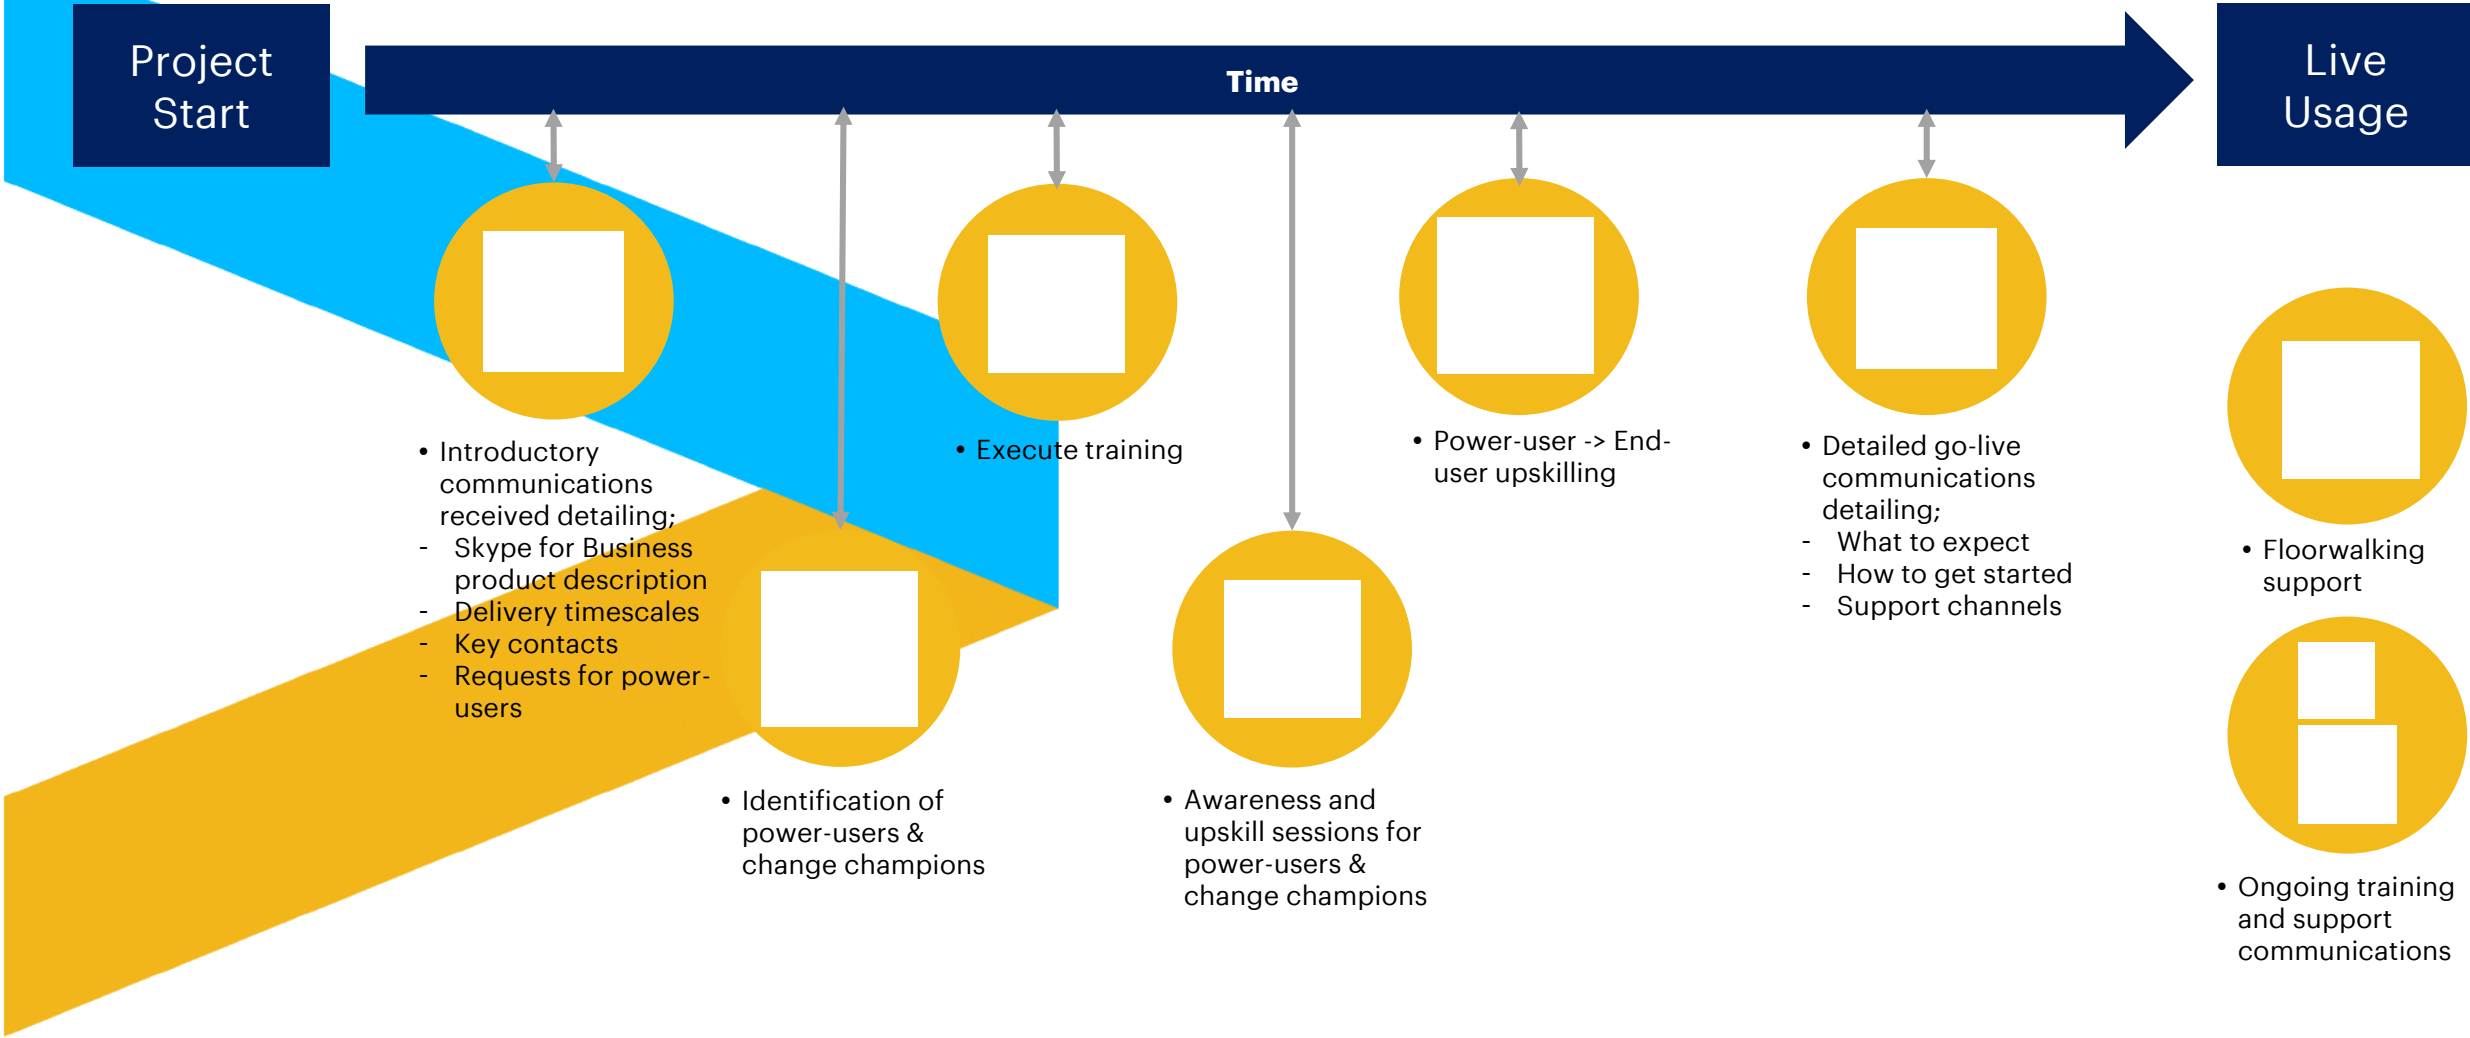 Project
Start
Time
Live
Usage
• Introductory
communications
received detailing;
- Skype for Business
product description
- Delivery timescales
- Key contacts
- Requests for power-
users
• Identification of
power-users &
change champions
• Execute training
• Awareness and
upskill sessions for
power-users &
change champions
• Power-user -> End-
user upskilling
• Detailed go-live
communications
detailing;
- What to expect
- How to get started
- Support channels
• Floorwalking
support
• Ongoing training
and support
communications